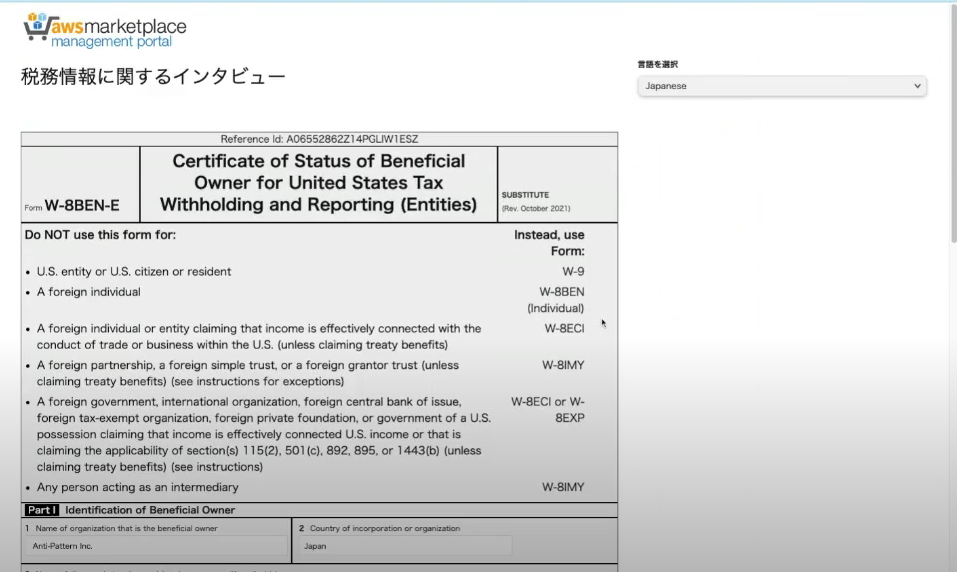 awsmarketplace
management portal
税務情報に関するインタビュー
言語を選択
Japanese
Reference Id: A06552862Z14PGLIW1ESZ
Form W-8BEN-E
Certificate of Status of Beneficial
Owner for United States Tax
Withholding and Reporting (Entities)
SUBSTITUTE
(Rev. October 2021)
Do NOT use this form for:
Instead, use
Form:
• U.S. entity or U.S. citizen or resident
W-9
• A foreign individual
W-8BEN
(Individual)
• A foreign individual or entity claiming that income is effectively connected with the
conduct of trade or business within the U.S. (unless claiming treaty benefits)
W-8ECI
• A foreign partnership, a foreign simple trust, or a foreign grantor trust (unless
claiming treaty benefits) (see instructions for exceptions)
W-8IMY
• A foreign government, international organization, foreign central bank of issue,
foreign tax-exempt organization, foreign private foundation, or government of a U.S.
possession claiming that income is effectively connected U.S. income or that is
claiming the applicability of section(s) 115(2), 501(c), 892, 895, or 1443(b) (unless
claiming treaty benefits) (see instructions)
W-8ECI or W-
8EXP
• Any person acting as an intermediary
W-8IMY
Part I Identification of Beneficial Owner
1 Name of organization that is the beneficial owner
Anti-Pattern Inc.
2 Country of incorporation or organization
Japan